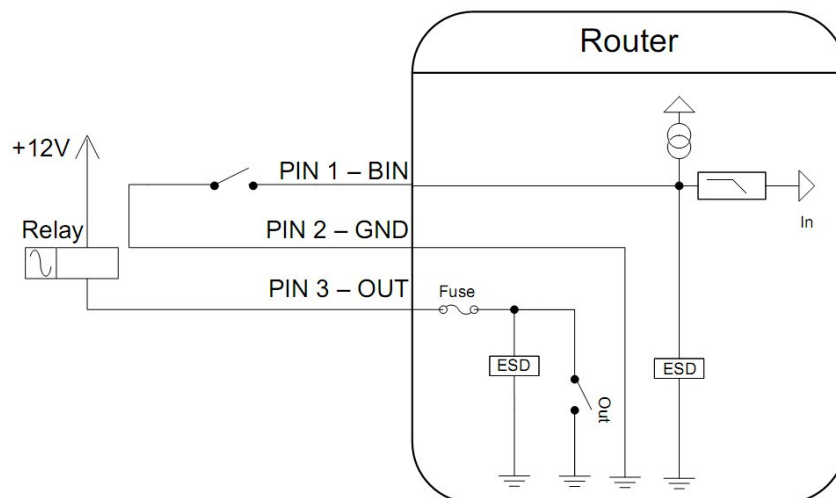 Router
+12V
PIN 1 – BIN
In
Relay
PIN 2 – GND
PIN 3 – OUT
Fuse
ESD
ESD
Out